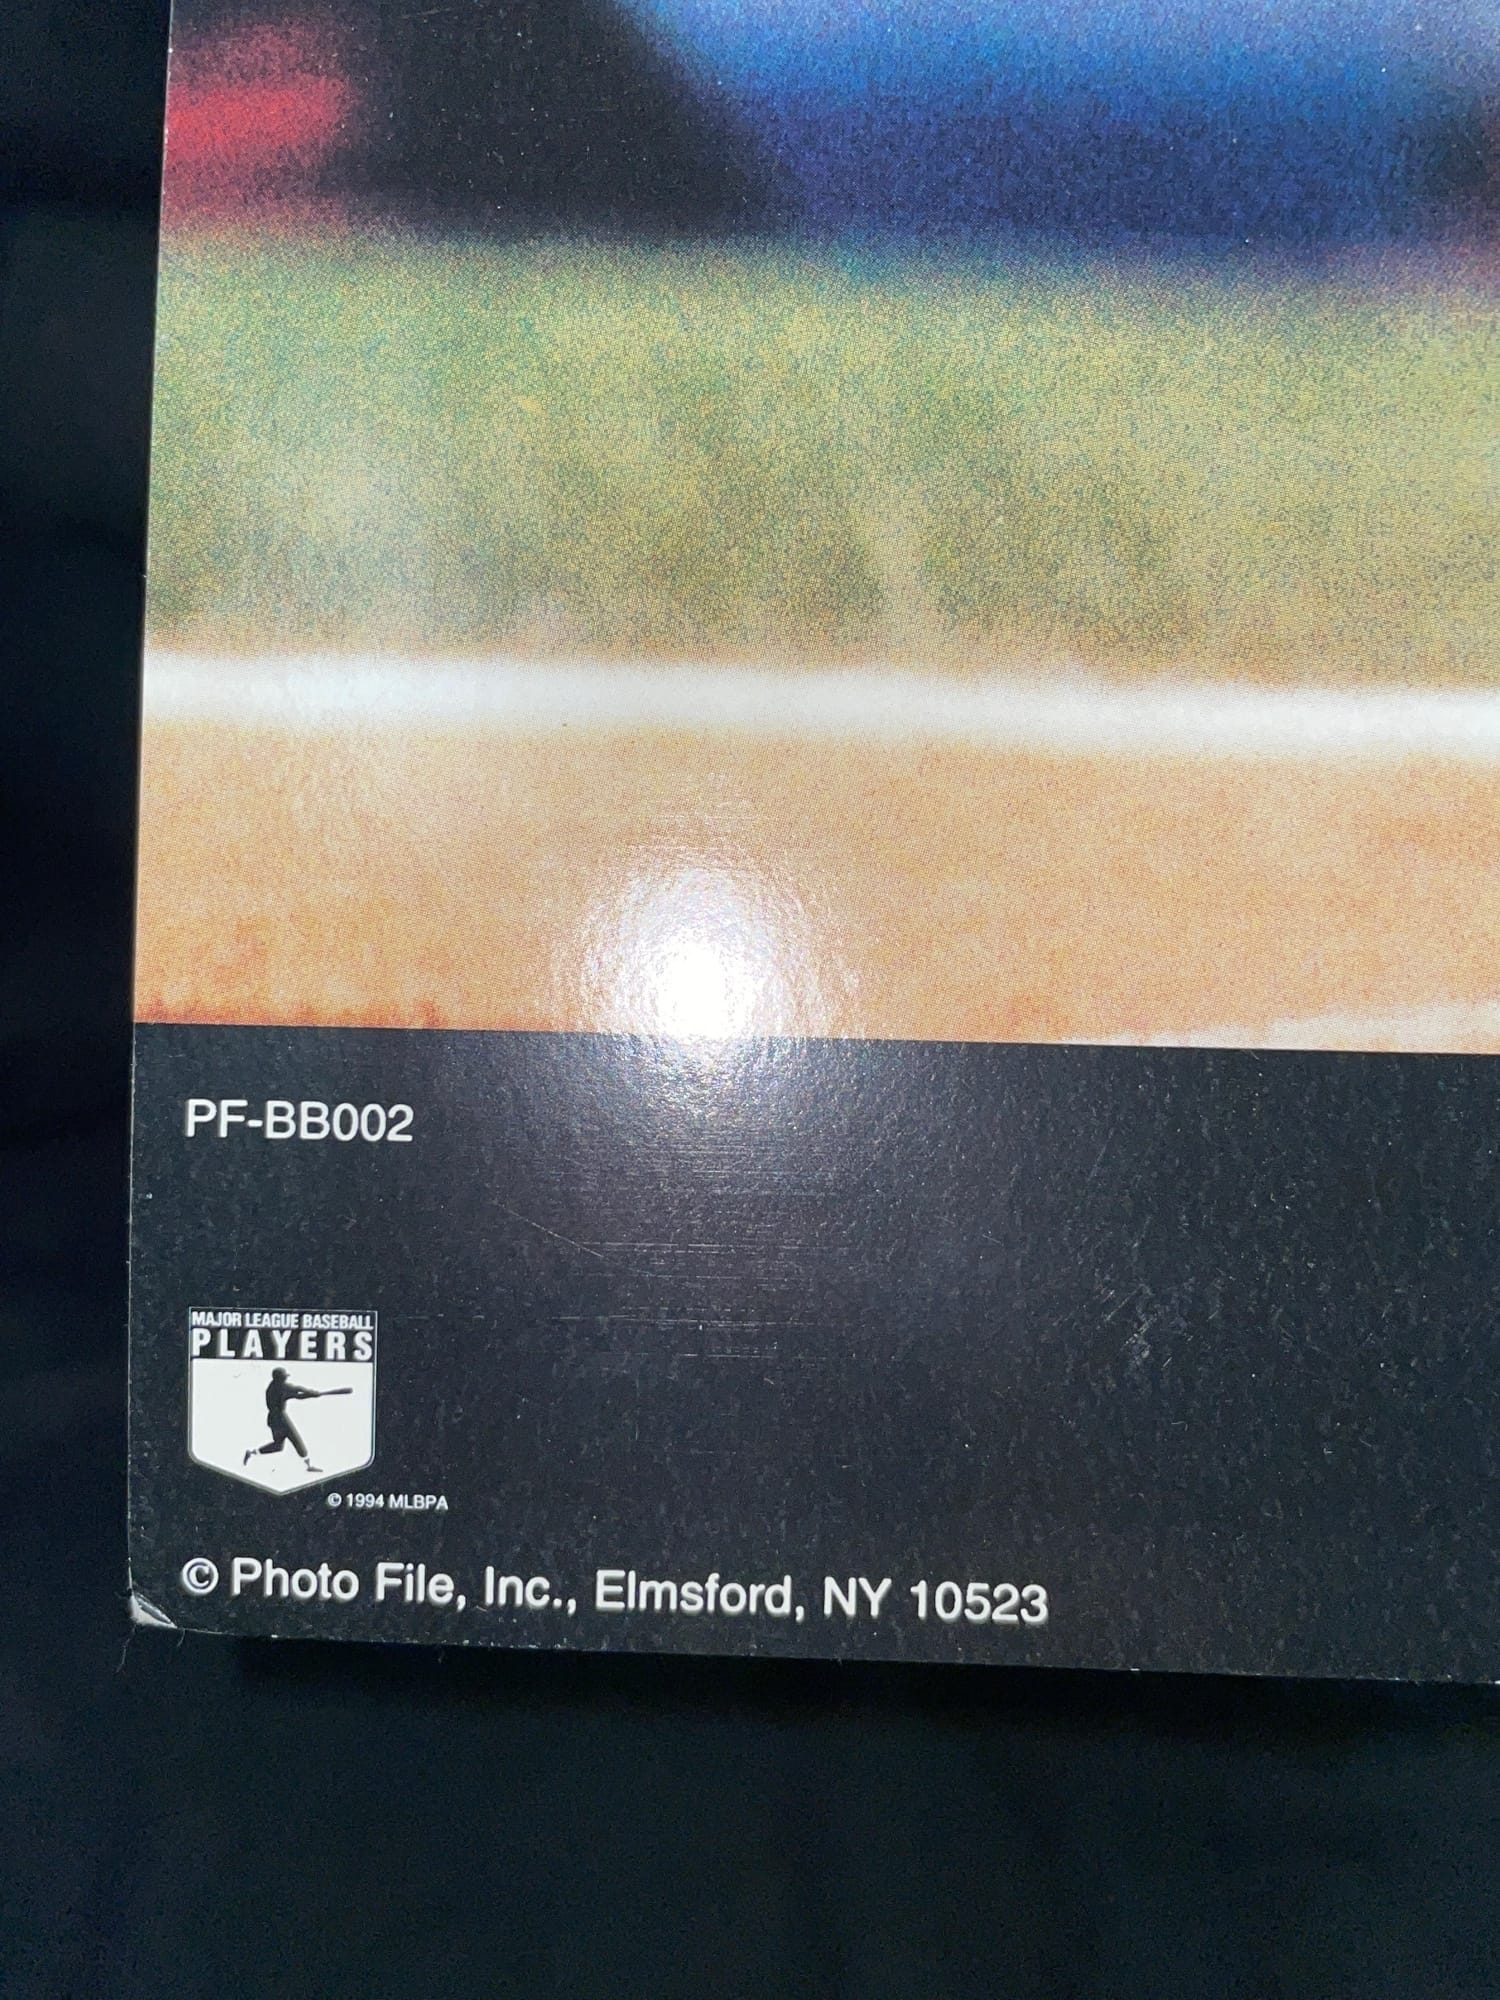 PF-BB002
MAJOR LEAGUE BASEBALL
PLAYERS
© 1994 MLBPA
© Photo File, Inc., Elmsford, NY 10523